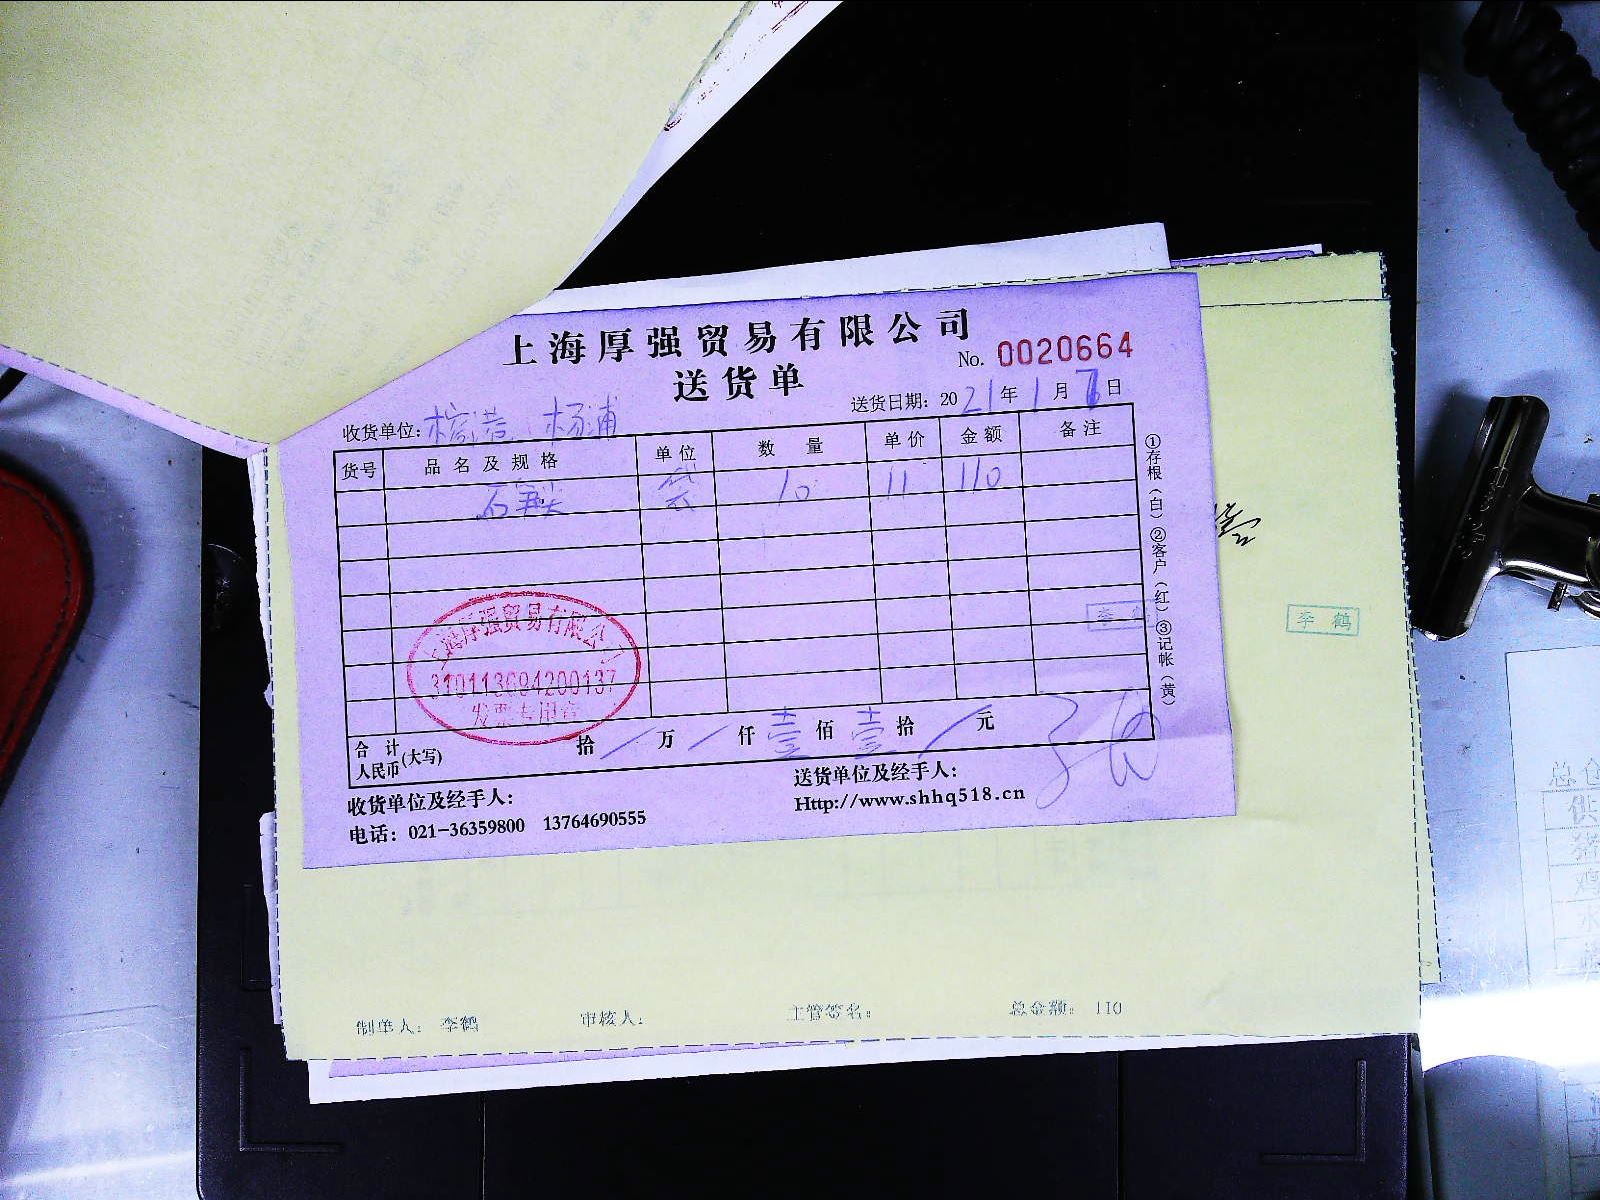 上海厚强贸易有限公司
送货单
No. 0020664
送货日期：2021年1月7日
收货单位： 杨浦
货号 品名及规格 单位 数量 单价 金额 备注
袋 10 11 110
①存根（白）②客户（红）③记帐（黄）
李鹤
李鹤
上海厚强贸易有限公司
310113694200137
发票专用章
合计人民币(大写) 拾／万／仟壹佰壹拾／元
收货单位及经手人：
送货单位及经手人：
电话：021-36359800 13764690555
Http://www.shhq518.cn
制单人： 李鹤 审核人： 主管签名： 总金额： 110